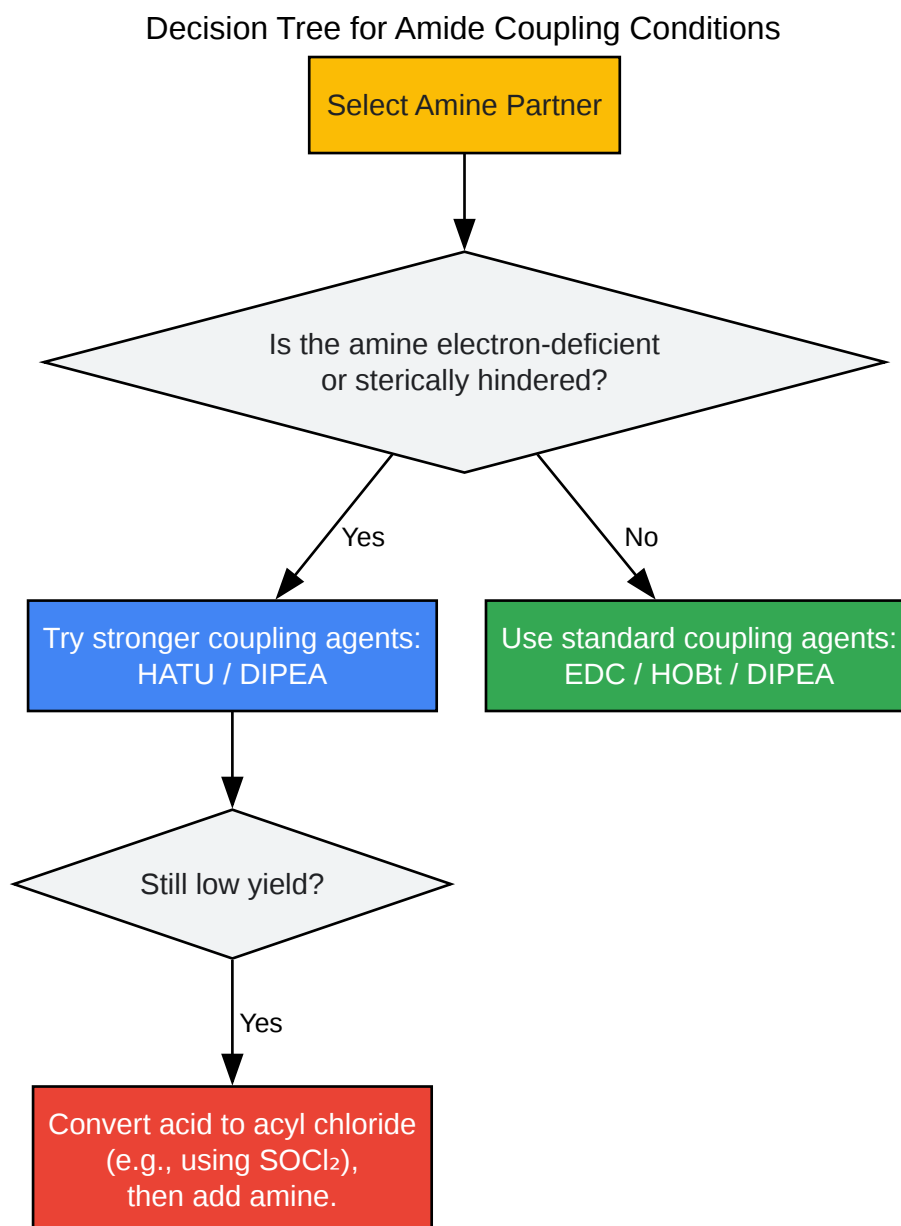 Decision Tree for Amide Coupling Conditions
Select Amine Partner
Is the amine electron-deficient
or sterically hindered?
Yes
No
Try stronger coupling agents:
HATU / DIPEA
Use standard coupling agents:
EDC / HOBt / DIPEA
Still low yield?
Yes
Convert acid to acyl chloride
(e.g., using SOCl₂),
then add amine.